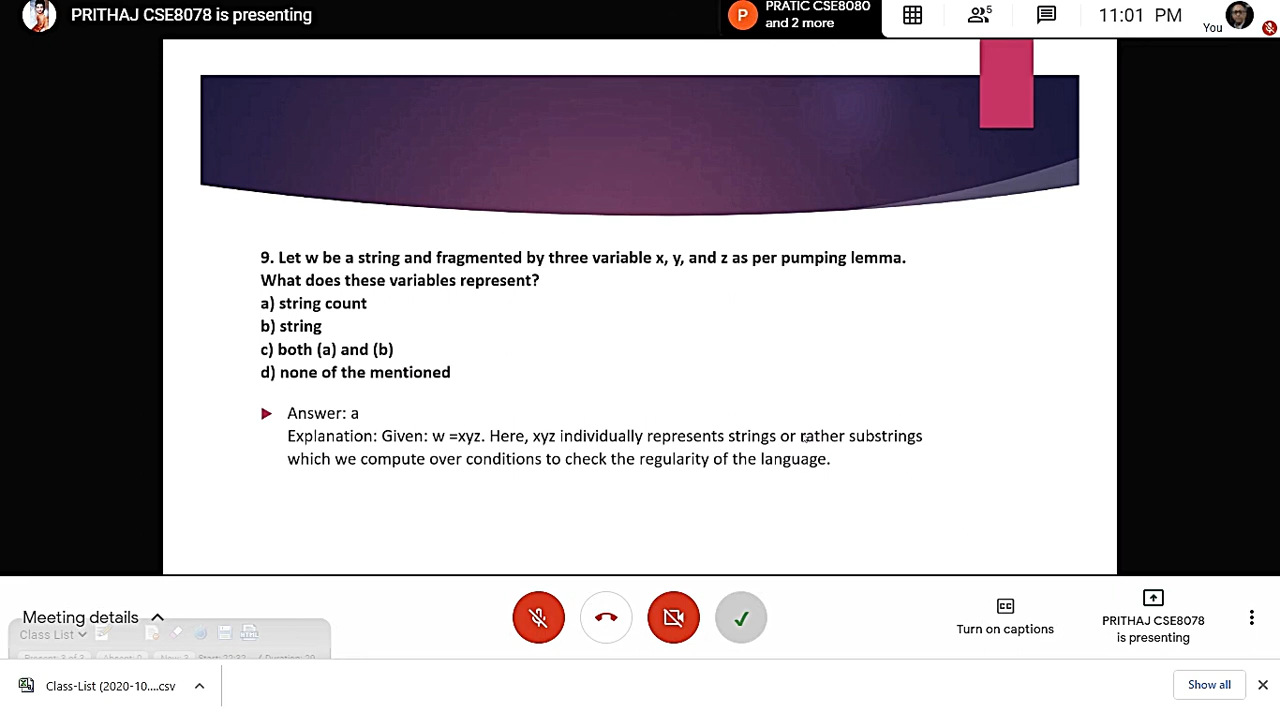 PRITHAJ CSE8078 is presenting
P
PRATIC CSE8080
and 2 more
5
11:01 PM
You
9. Let w be a string and fragmented by three variable x, y, and z as per pumping lemma.
What does these variables represent?
a) string count
b) string
c) both (a) and (b)
d) none of the mentioned
Answer: a
Explanation: Given: w =xyz. Here, xyz individually represents strings or rather substrings
which we compute over conditions to check the regularity of the language.
Meeting details
Class List
HTML
CC
Turn on captions
PRITHAJ CSE8078
is presenting
Class-List (2020-10....csv
Show all